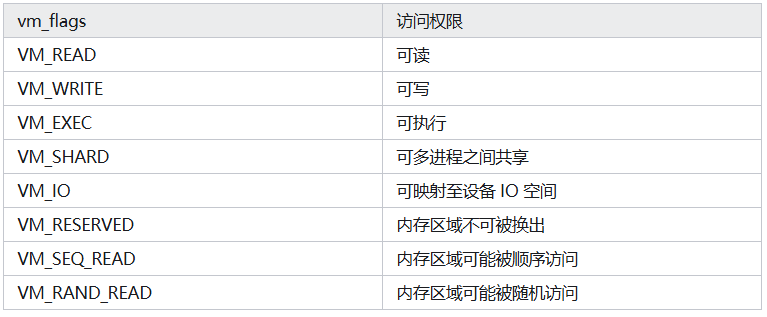 vm_flags 访问权限
VM_READ 可读
VM_WRITE 可写
VM_EXEC 可执行
VM_SHARD 可多进程之间共享
VM_IO 可映射至设备 IO 空间
VM_RESERVED 内存区域不可被换出
VM_SEQ_READ 内存区域可能被顺序访问
VM_RAND_READ 内存区域可能被随机访问